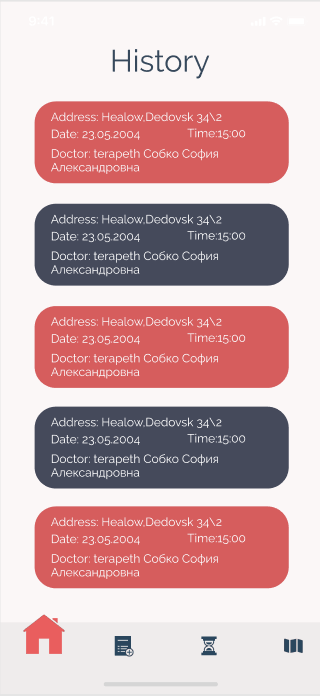 9:41
History
Address: Healow,Dedovsk 34\2
Date: 23.05.2004 Time:15:00
Doctor: terapeth Собко София
Александровна
Address: Healow,Dedovsk 34\2
Date: 23.05.2004 Time:15:00
Doctor: terapeth Собко София
Александровна
Address: Healow,Dedovsk 34\2
Date: 23.05.2004 Time:15:00
Doctor: terapeth Собко София
Александровна
Address: Healow,Dedovsk 34\2
Date: 23.05.2004 Time:15:00
Doctor: terapeth Собко София
Александровна
Address: Healow,Dedovsk 34\2
Date: 23.05.2004 Time:15:00
Doctor: terapeth Собко София
Александровна